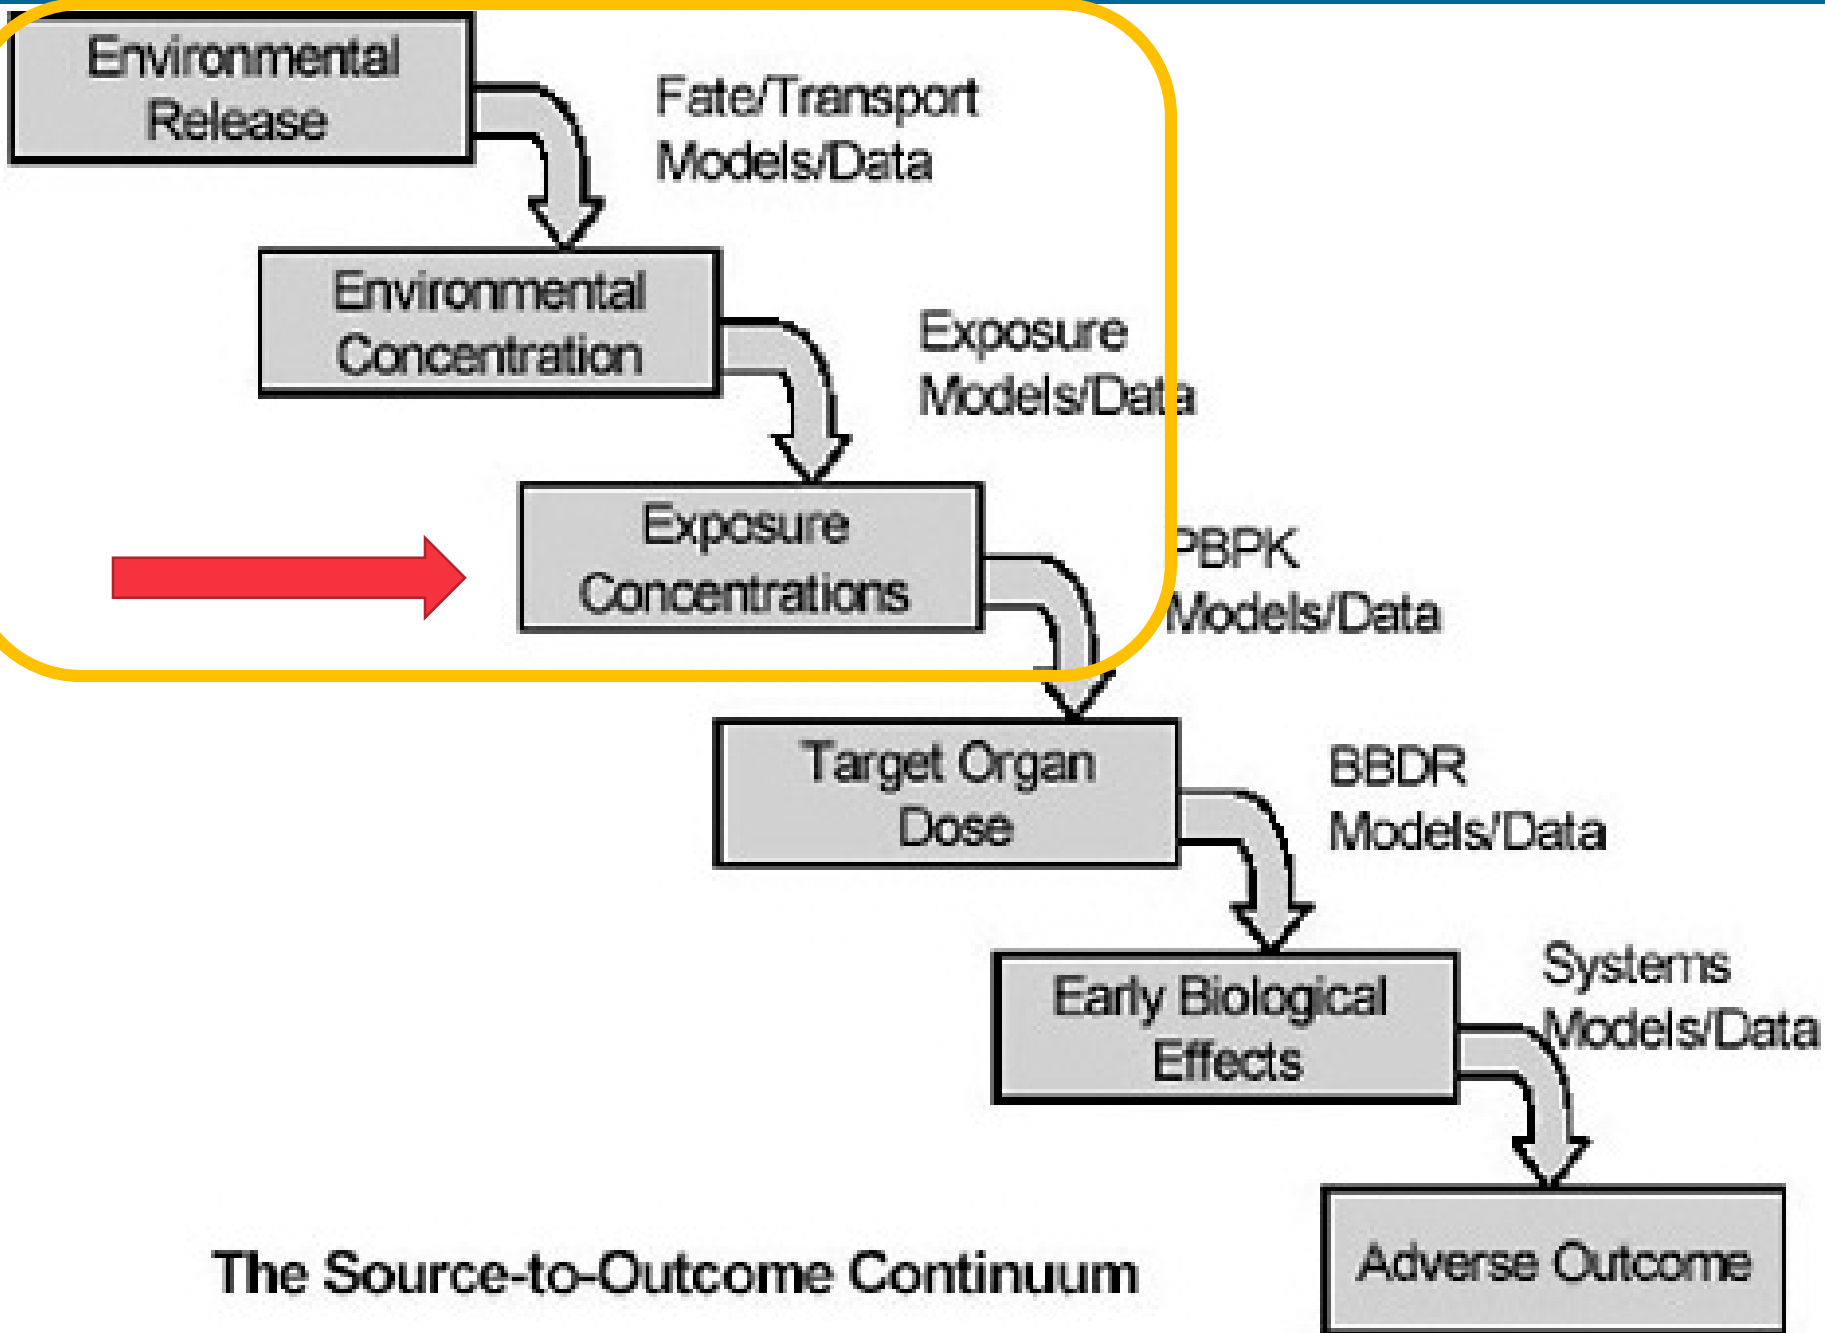 Environmental
Release
Fate/Transport
Models/Data
Environmental
Concentration
Exposure
Models/Data
Exposure
Concentrations
PBPK
Models/Data
Target Organ
Dose
BBDR
Models/Data
Early Biological
Effects
Systems
Models/Data
Adverse Outcome
The Source-to-Outcome Continuum